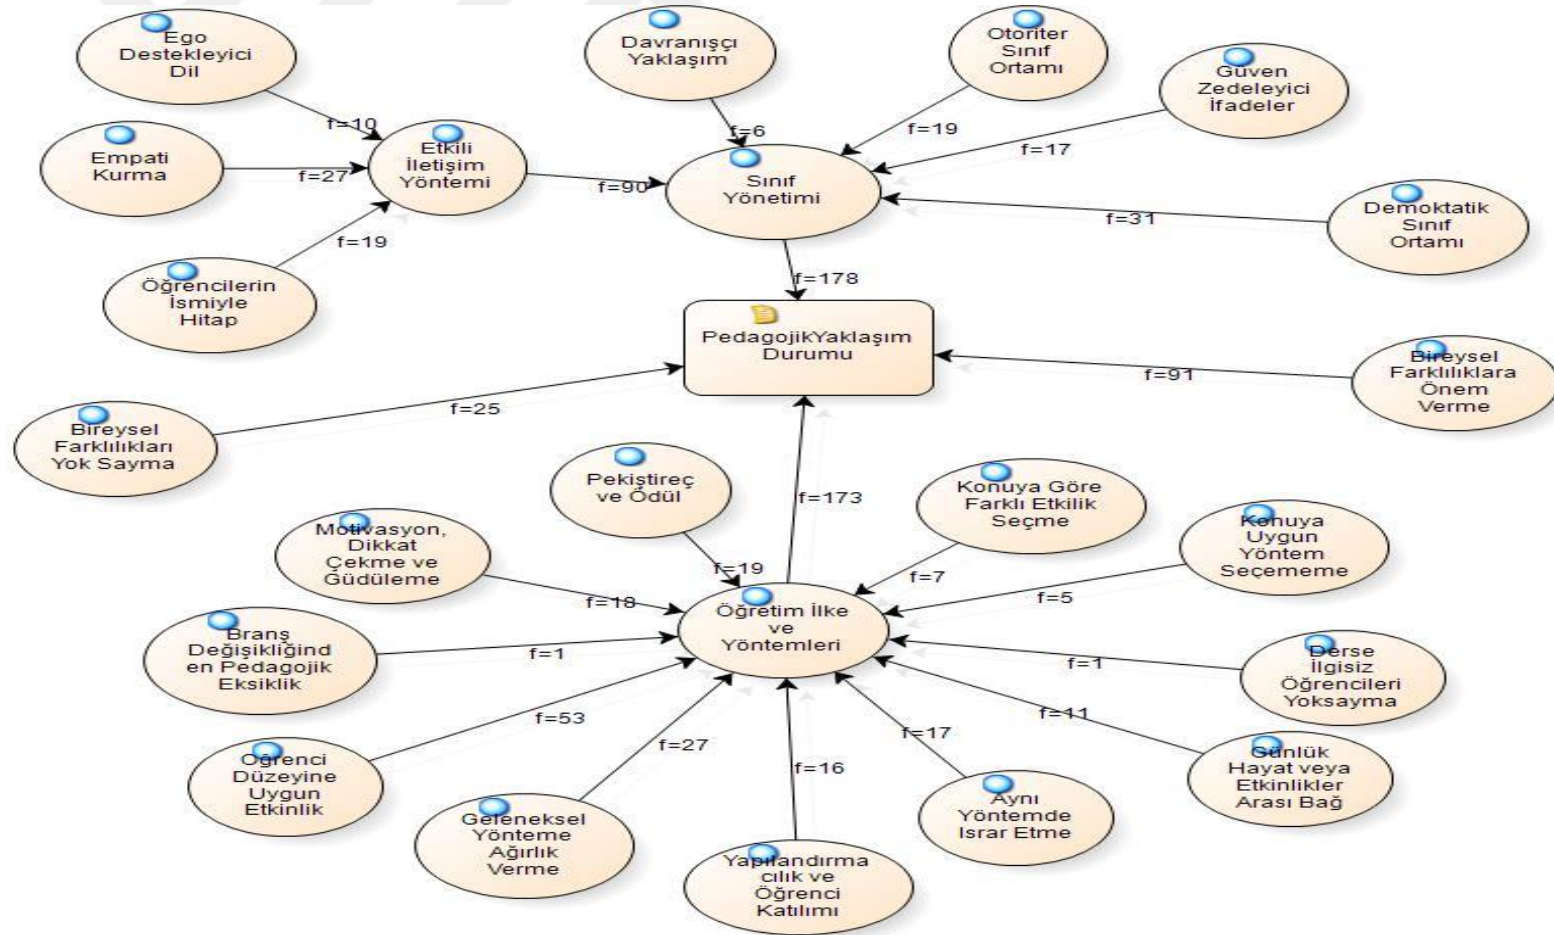 Ego
Destekleyici
Dil
Davranışçı
Yaklaşım
Otoriter
Sınıf
Ortamı
Güven
Zedeleyici
İfadeler
f=10
f=6
f=19
f=17
Empati
Kurma
f=27
Etkili
İletişim
Yöntemi
f=90
Sınıf
Yönetimi
f=31
Demoktatik
Sınıf
Ortamı
f=19
Öğrencilerin
İsmiyle
Hitap
f=178
PedagojikYaklaşım
Durumu
f=91
Bireysel
Farklılıklara
Önem
Verme
f=25
Bireysel
Farklılıkları
Yok Sayma
Pekiştireç
ve Ödül
f=173
Konuya Göre
Farklı Etkilik
Seçme
Konuya
Uygun
Yöntem
Seçememe
Motivasyon,
Dikkat
Çekme ve
Güdüleme
f=19
f=7
f=18
f=5
Öğretim İlke
ve
Yöntemleri
Branş
Değişikliğind
en Pedagojik
Eksiklik
f=1
f=1
Derse
İlgisiz
Öğrencileri
Yoksayma
f=53
f=27
f=16
f=17
f=11
Öğrenci
Düzeyine
Uygun
Etkinlik
Günlük
Hayat veya
Etkinlikler
Arası Bağ
Geleneksel
Yönteme
Ağırlık
Verme
Aynı
Yöntemde
Israr Etme
Yapılandırma
cılık ve
Öğrenci
Katılımı